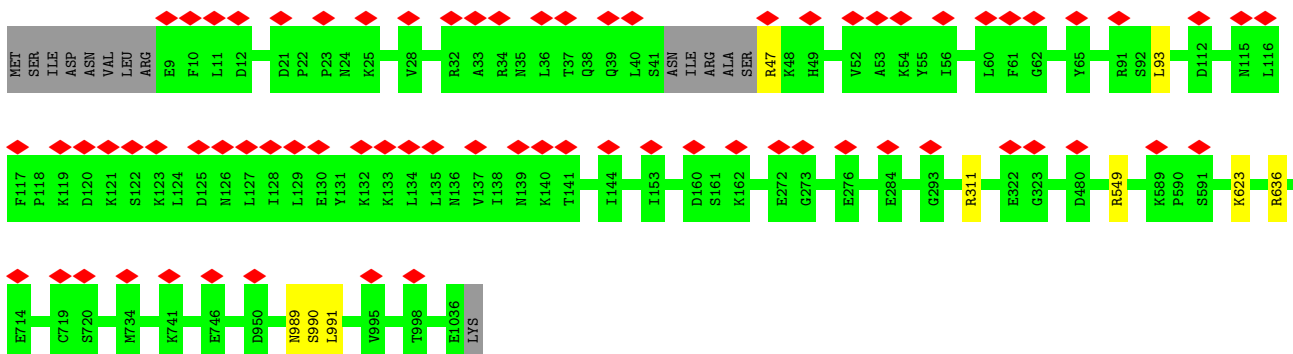 MET SER ILE ASP ASN VAL LEU ARG E9 F10 L11 D12 D21 P22 P23 N24 K25 V28 R32 A33 R34 N35 L36 T37 Q38 Q39 L40 S41 ASN ILE ARG ALA SER R47 K48 H49 V52 A53 K54 Y55 I56 L60 F61 G62 Y65 R91 S92 L93 D112 N115 L116
F117 P118 K119 D120 K121 S122 K123 L124 D125 N126 L127 I128 L129 E130 Y131 K132 K133 L134 L135 N136 V137 I138 N139 K140 T141 I144 I153 D160 S161 K162 E272 G273 E276 E284 G293 R311 E322 G323 D480 R549 K589 P590 S591 K623 R636
E714 C719 S720 M734 K741 E746 D950 N989 S990 L991 V995 T998 E1036 LYS